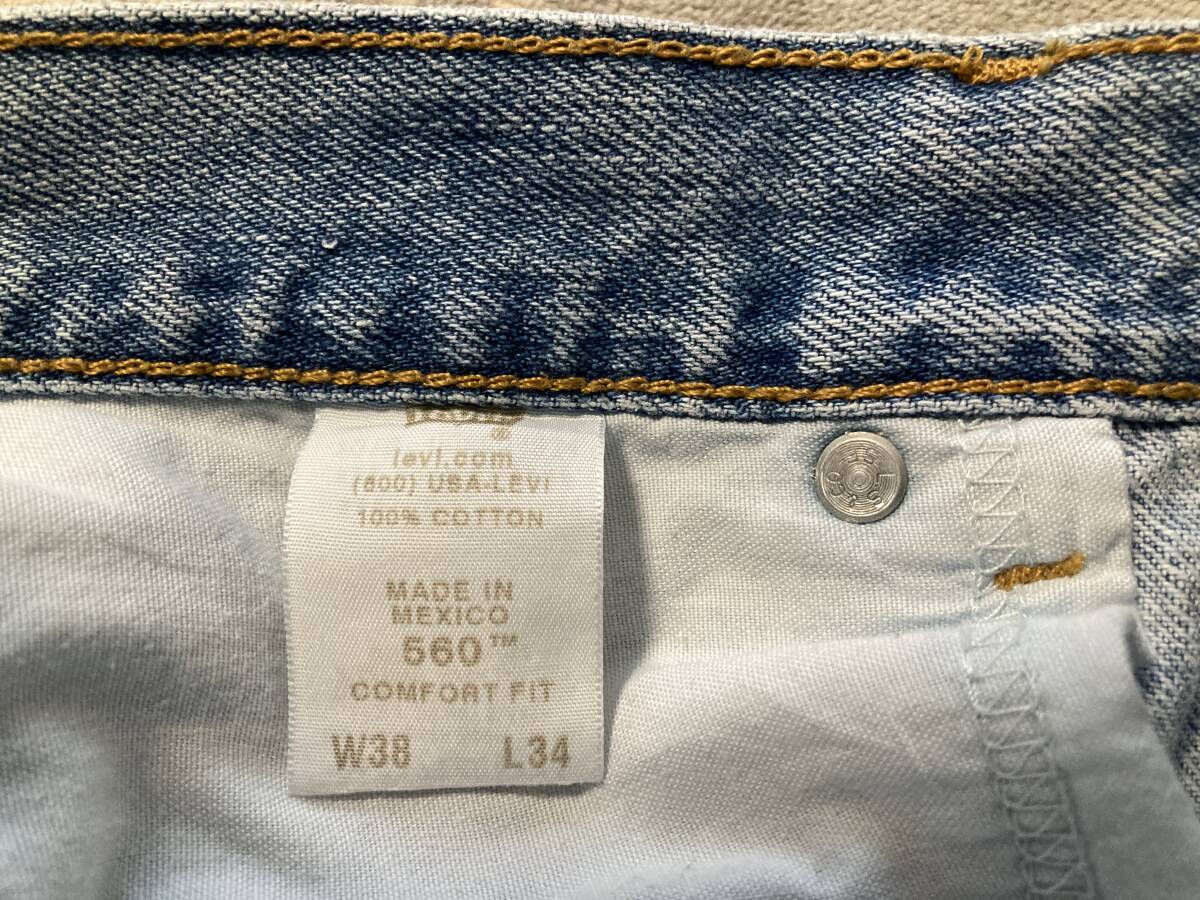 ®
levi.com
(800) USA-LEVI
100% COTTON
MADE IN
MEXICO
560™
COMFORT FIT
W38 L34